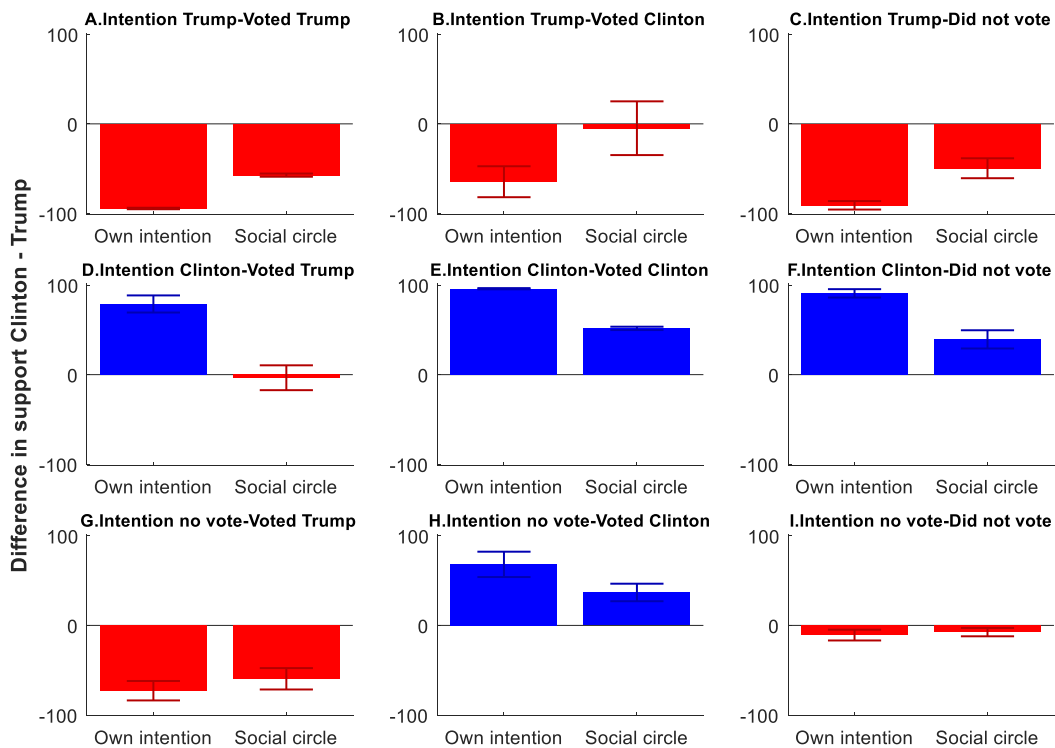 Difference in support Clinton - Trump
A.Intention Trump-Voted Trump
100
0
-100
Own intention
Social circle
B.Intention Trump-Voted Clinton
100
0
-100
Own intention
Social circle
C.Intention Trump-Did not vote
100
0
-100
Own intention
Social circle
D.Intention Clinton-Voted Trump
100
0
-100
Own intention
Social circle
E.Intention Clinton-Voted Clinton
100
0
-100
Own intention
Social circle
F.Intention Clinton-Did not vote
100
0
-100
Own intention
Social circle
G.Intention no vote-Voted Trump
100
0
-100
Own intention
Social circle
H.Intention no vote-Voted Clinton
100
0
-100
Own intention
Social circle
I.Intention no vote-Did not vote
100
0
-100
Own intention
Social circle